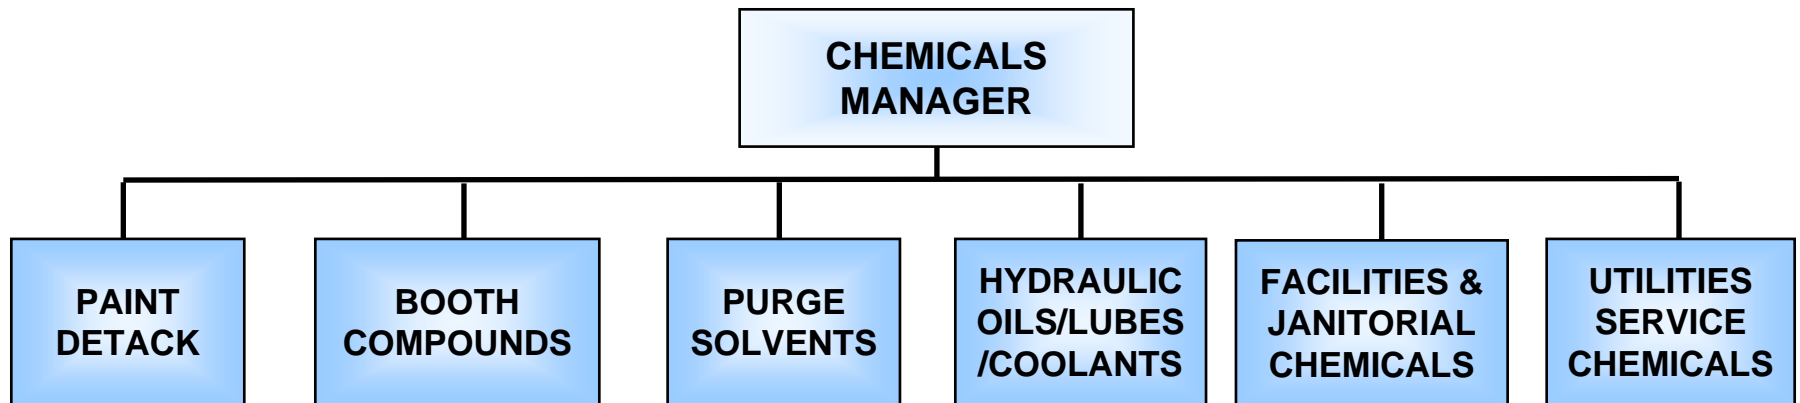 CHEMICALS
MANAGER
PAINT
DETACK
BOOTH
COMPOUNDS
PURGE
SOLVENTS
HYDRAULIC
OILS/LUBES
/COOLANTS
FACILITIES &
JANITORIAL
CHEMICALS
UTILITIES
SERVICE
CHEMICALS